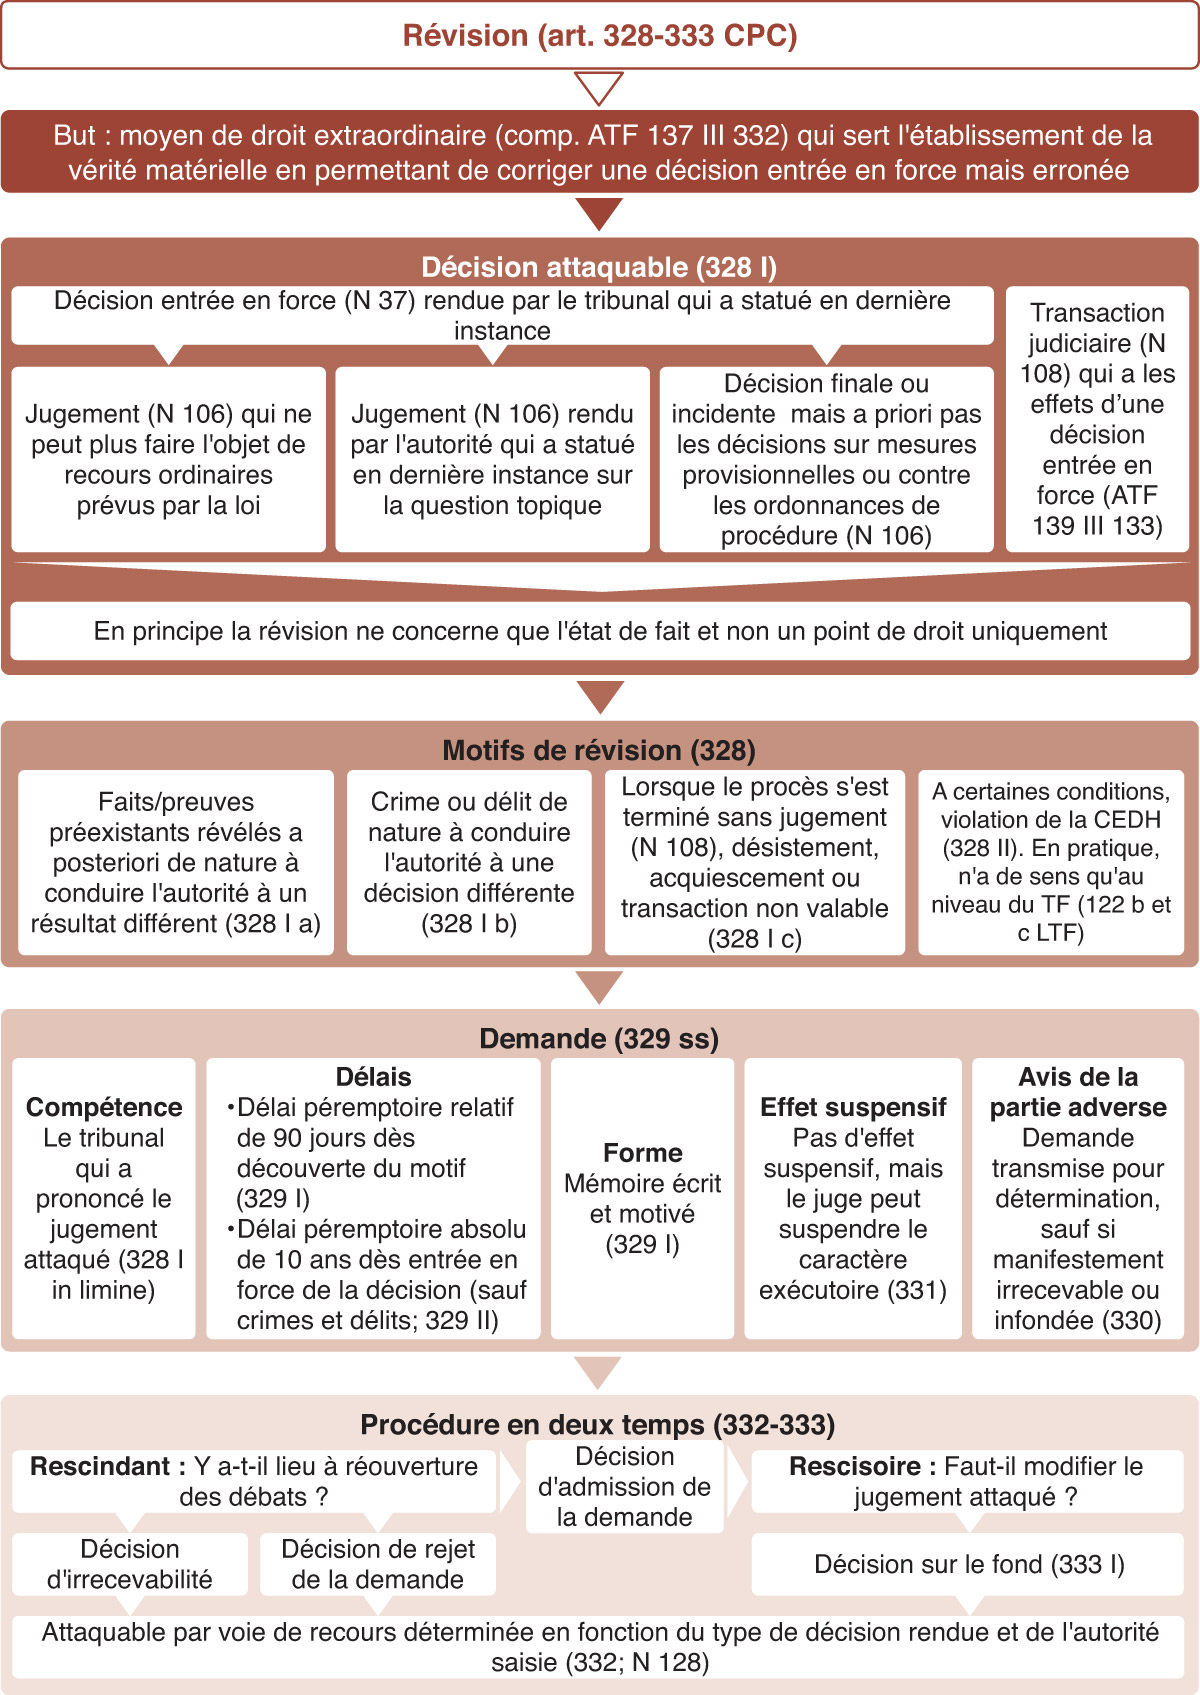 Révision (art. 328-333 CPC)
But : moyen de droit extraordinaire (comp. ATF 137 III 332) qui sert l'établissement de la
vérité matérielle en permettant de corriger une décision entrée en force mais erronée
Décision attaquable (328 I)
Décision entrée en force (N 37) rendue par le tribunal qui a statué en dernière
instance
Jugement (N 106) qui ne
peut plus faire l'objet de
recours ordinaires
prévus par la loi
Jugement (N 106) rendu
par l'autorité qui a statué
en dernière instance sur
la question topique
Décision finale ou
incidente mais a priori pas
les décisions sur mesures
provisionnelles ou contre
les ordonnances de
procédure (N 106)
Transaction
judiciaire (N
108) qui a les
effets d’une
décision
entrée en
force (ATF
139 III 133)
En principe la révision ne concerne que l'état de fait et non un point de droit uniquement
Motifs de révision (328)
Faits/preuves
préexistants révélés a
posteriori de nature à
conduire l'autorité à un
résultat différent (328 I a)
Crime ou délit de
nature à conduire
l'autorité à une
décision différente
(328 I b)
Lorsque le procès s'est
terminé sans jugement
(N 108), désistement,
acquiescement ou
transaction non valable
(328 I c)
A certaines conditions,
violation de la CEDH
(328 II). En pratique,
n'a de sens qu'au
niveau du TF (122 b et
c LTF)
Demande (329 ss)
Compétence
Le tribunal
qui a
prononcé le
jugement
attaqué (328 I
in limine)
Délais
•Délai péremptoire relatif
de 90 jours dès
découverte du motif
(329 I)
•Délai péremptoire absolu
de 10 ans dès entrée en
force de la décision (sauf
crimes et délits; 329 II)
Forme
Mémoire écrit
et motivé
(329 I)
Effet suspensif
Pas d'effet
suspensif, mais
le juge peut
suspendre le
caractère
exécutoire (331)
Avis de la
partie adverse
Demande
transmise pour
détermination,
sauf si
manifestement
irrecevable ou
infondée (330)
Procédure en deux temps (332-333)
Rescindant : Y a-t-il lieu à réouverture
des débats ?
Décision
d'admission de
la demande
Rescisoire : Faut-il modifier le
jugement attaqué ?
Décision
d'irrecevabilité
Décision de rejet
de la demande
Décision sur le fond (333 I)
Attaquable par voie de recours déterminée en fonction du type de décision rendue et de l'autorité
saisie (332; N 128)